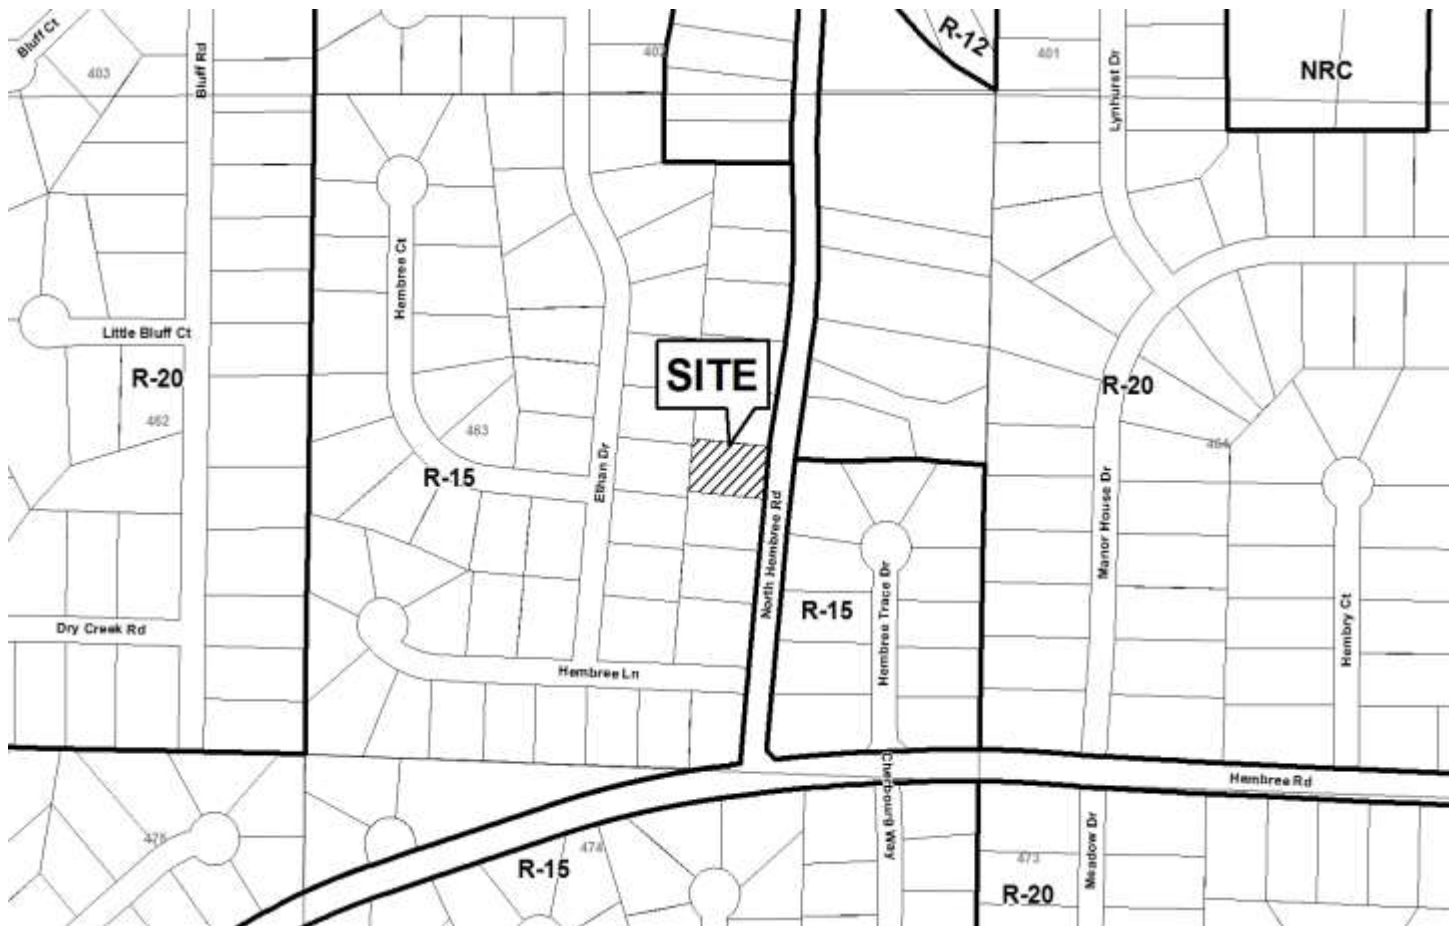 Bluff Ct
403
Bluff Rd
402
R-12
401
Lynhurst Dr
NRC
Hembree Ct
Little Bluff Ct
R-20
462
SITE
R-20
463
R-15
Ethan Dr
464
North Hembree Rd
Manor House Dr
R-15
Hembree Trace Dr
Hembry Ct
Dry Creek Rd
Hembree Ln
Hembree Rd
Cherbourg Way
475
474
R-15
473
R-20
Meadow Dr